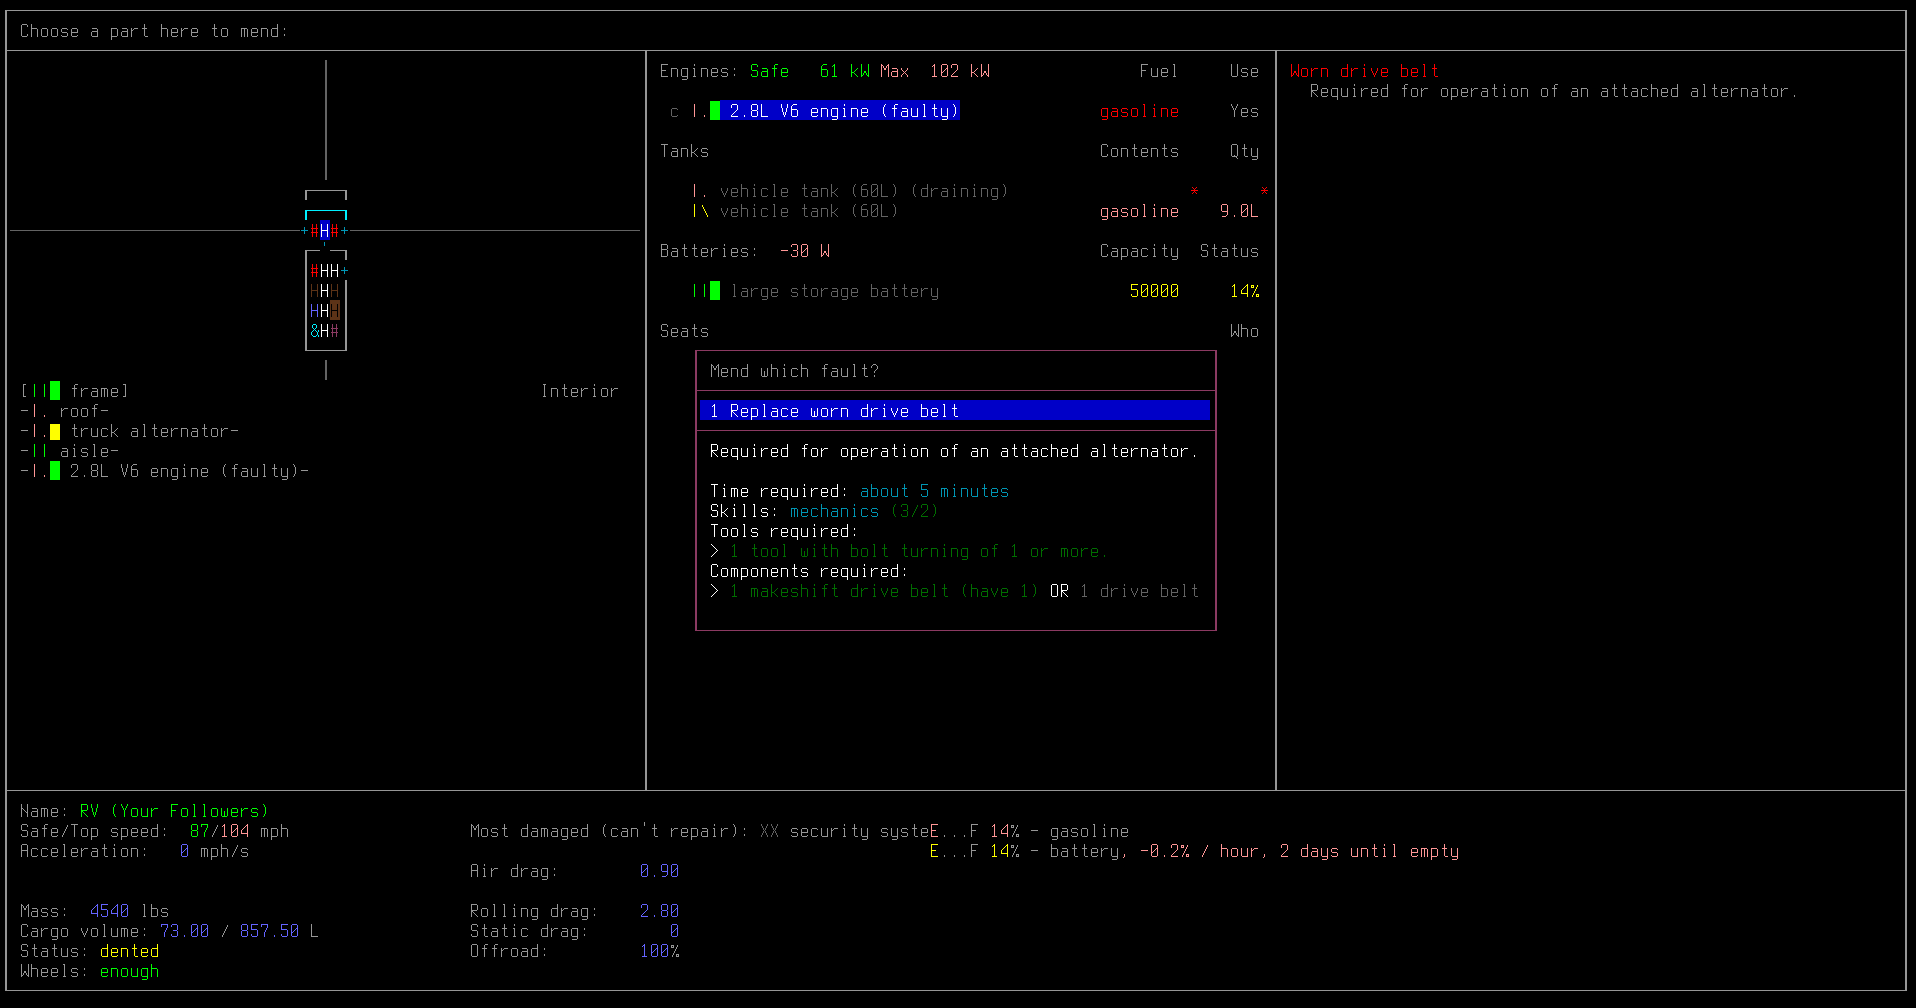 Choose a part here to mend:
Engines: Safe 61 kW Max 102 kW Fuel Use
c |. 2.8L V6 engine (faulty) gasoline Yes
Tanks Contents Qty
|. vehicle tank (60L) (draining) * *
|\ vehicle tank (60L) gasoline 9.0L
Batteries: -30 W Capacity Status
|| large storage battery 50000 14%
Seats Who
Worn drive belt
Required for operation of an attached alternator.
+#H#+
'
#HH+
HHH
HHH
&H#
[|| frame] Interior
-|. roof-
-|. truck alternator-
-|| aisle-
-|. 2.8L V6 engine (faulty)-
Mend which fault?
1 Replace worn drive belt
Required for operation of an attached alternator.
Time required: about 5 minutes
Skills: mechanics (3/2)
Tools required:
> 1 tool with bolt turning of 1 or more.
Components required:
> 1 makeshift drive belt (have 1) OR 1 drive belt
Name: RV (Your Followers)
Safe/Top speed: 87/104 mph
Acceleration: 0 mph/s
Mass: 4540 lbs
Cargo volume: 73.00 / 857.50 L
Status: dented
Wheels: enough
Most damaged (can't repair): XX security syste
Air drag: 0.90
Rolling drag: 2.80
Static drag: 0
Offroad: 100%
E...F 14% - gasoline
E...F 14% - battery, -0.2% / hour, 2 days until empty